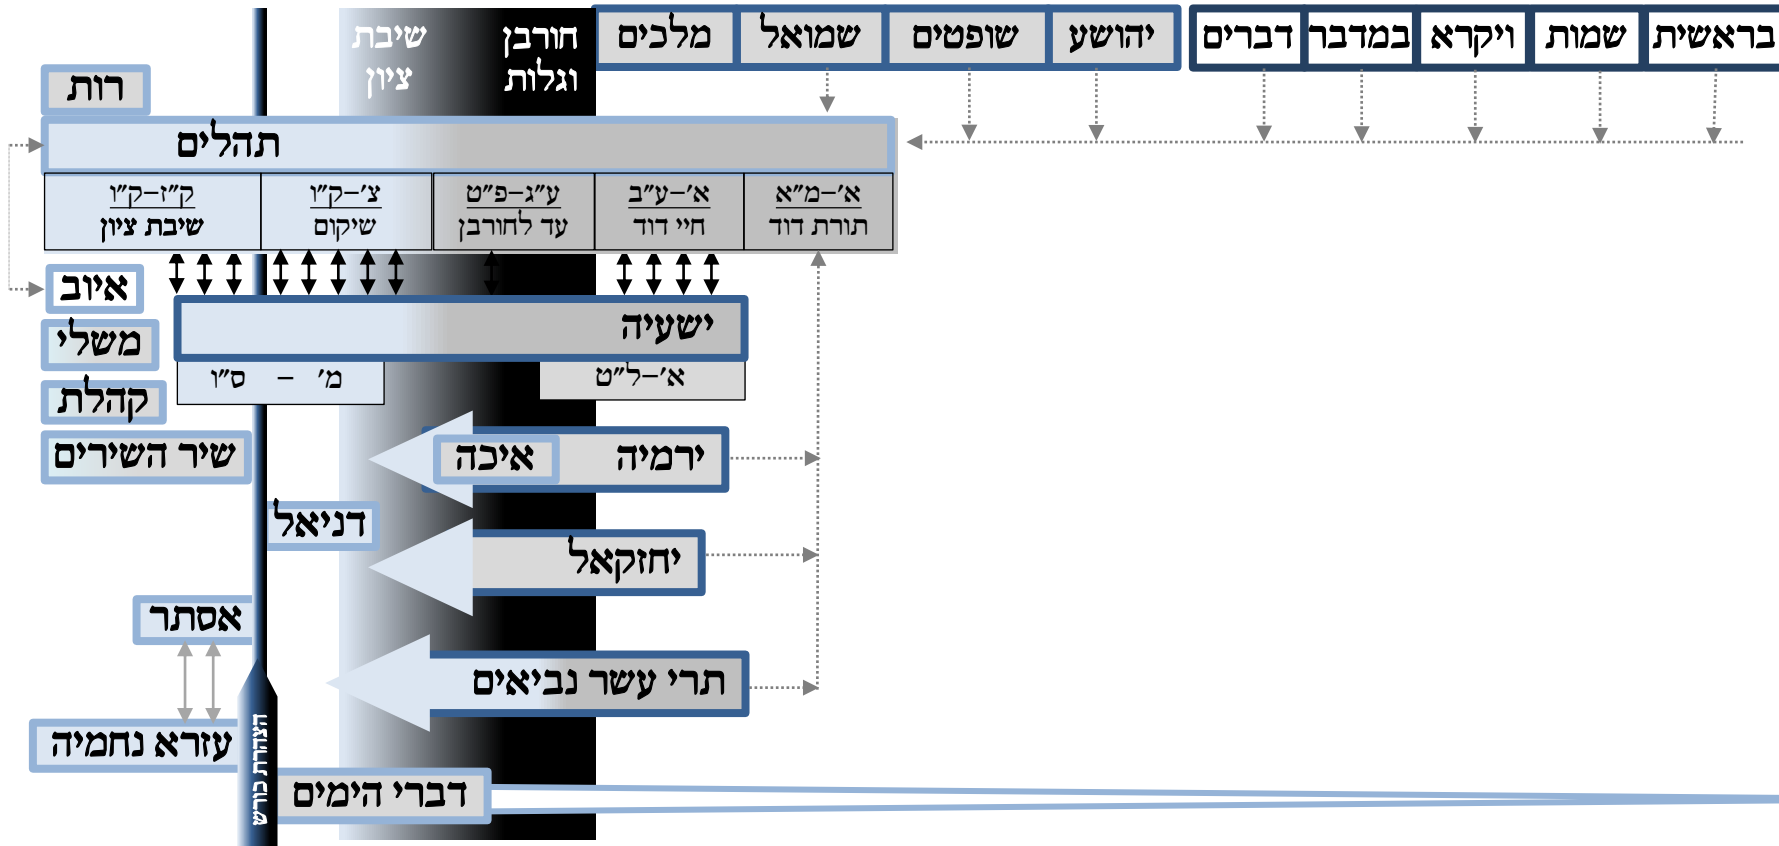 בראשית
שמות
ויקרא
במדבר
דברים
יהושע
שופטים
שמואל
מלכים
חורבן
וגלות
שיבת
ציון
רות
תהלים
א׳–מ״א
תורת דוד
א׳–ע״ב
חיי דוד
ע״ג–פ״ט
עד לחורבן
צ׳–ק״ו
שיקום
ק״ז–ק״ו
שיבת ציון
איוב
ישעיה
משלי
א׳–ל״ט
מ׳ – ס״ו
קהלת
שיר השירים
ירמיה
איכה
דניאל
יחזקאל
אסתר
תרי עשר נביאים
עזרא נחמיה
הצהרת כורש
דברי הימים